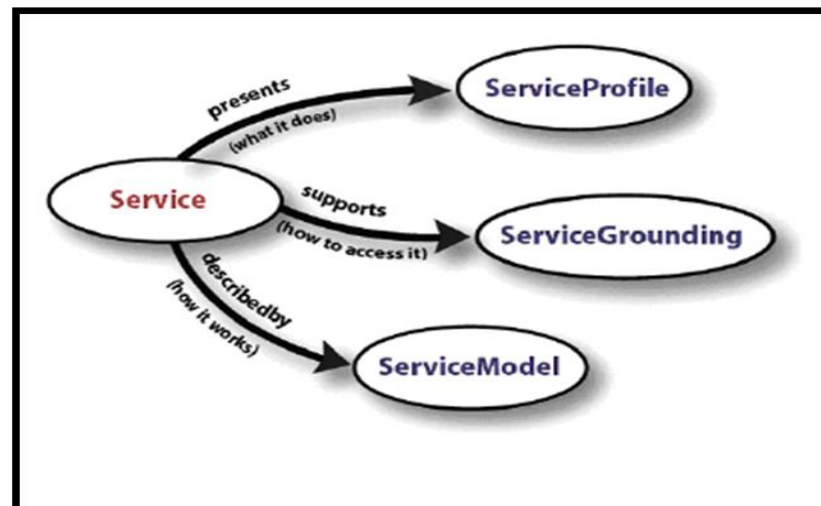 presents
(what it does)
ServiceProfile
Service
supports
(how to access it)
ServiceGrounding
describedby
(how it works)
ServiceModel